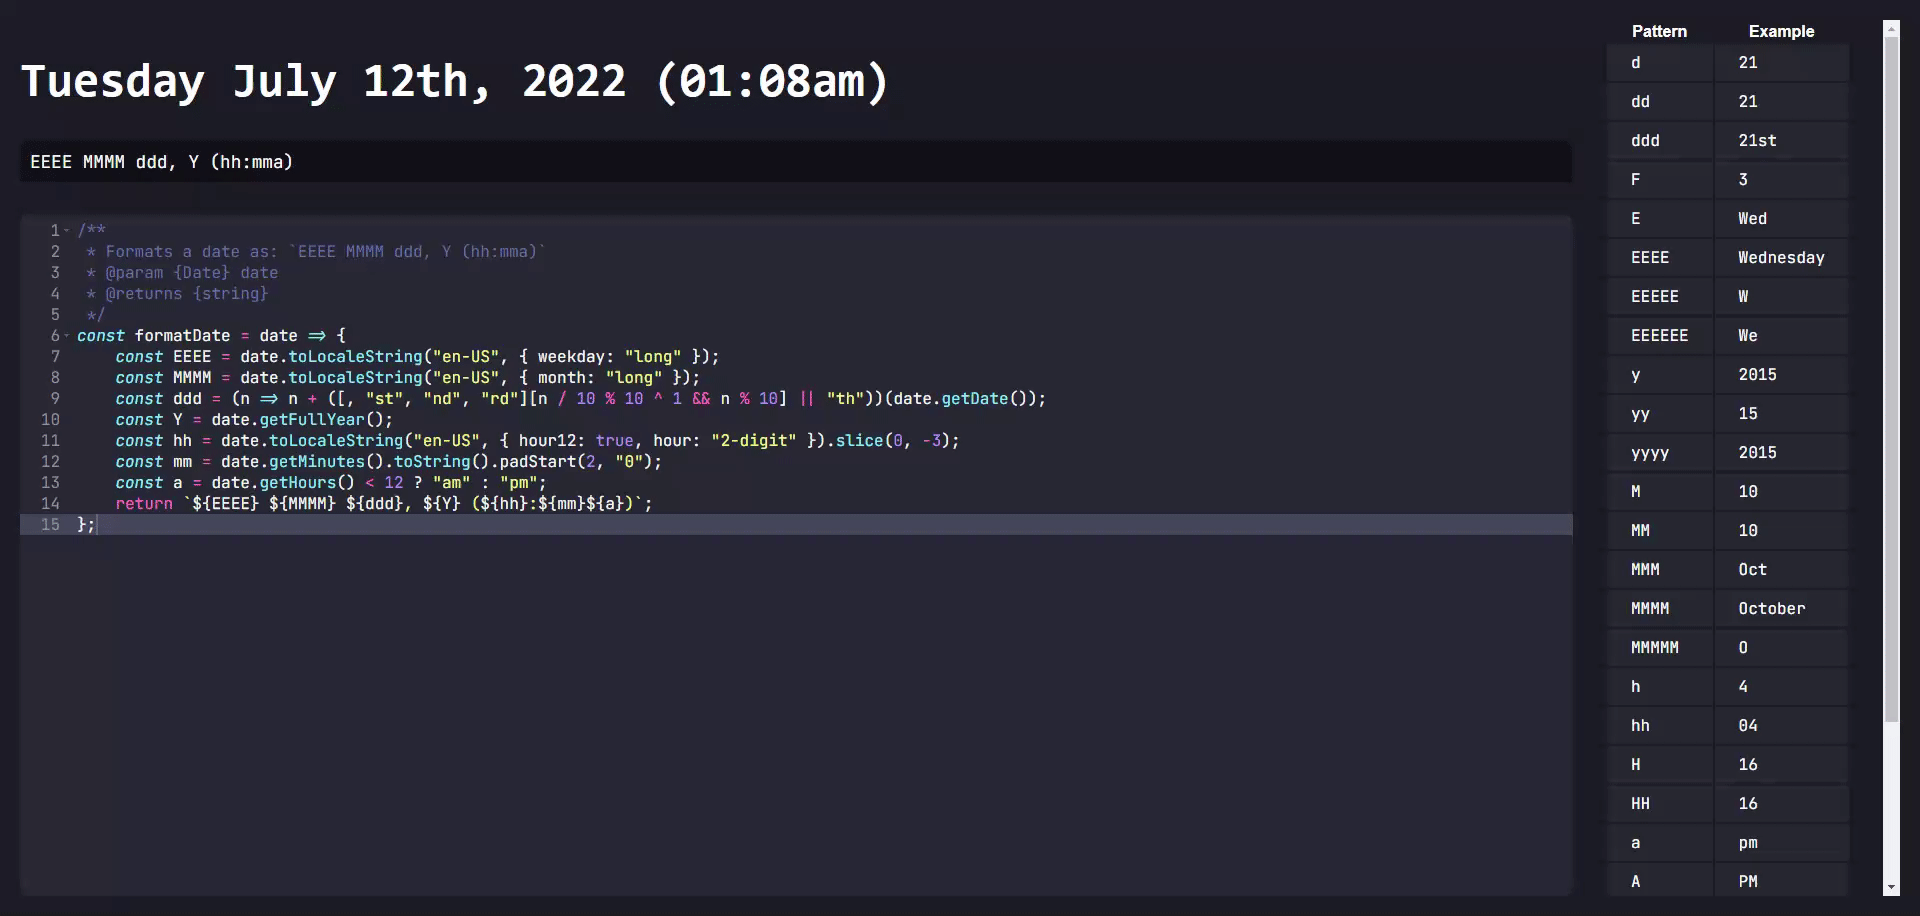 Tuesday July 12th, 2022 (01:08am)
EEEE MMMM ddd, Y (hh:mma)
1 /**
2  * Formats a date as: `EEEE MMMM ddd, Y (hh:mma)`
3  * @param {Date} date
4  * @returns {string}
5  */
6 const formatDate = date => {
7     const EEEE = date.toLocaleString("en-US", { weekday: "long" });
8     const MMMM = date.toLocaleString("en-US", { month: "long" });
9     const ddd = (n => n + ([, "st", "nd", "rd"][n / 10 % 10 ^ 1 && n % 10] || "th"))(date.getDate());
10     const Y = date.getFullYear();
11     const hh = date.toLocaleString("en-US", { hour12: true, hour: "2-digit" }).slice(0, -3);
12     const mm = date.getMinutes().toString().padStart(2, "0");
13     const a = date.getHours() < 12 ? "am" : "pm";
14     return `${EEEE} ${MMMM} ${ddd}, ${Y} (${hh}:${mm}${a})`;
15 };
Pattern Example
d 21
dd 21
ddd 21st
F 3
E Wed
EEEE Wednesday
EEEEE W
EEEEEE We
y 2015
yy 15
yyyy 2015
M 10
MM 10
MMM Oct
MMMM October
MMMMM O
h 4
hh 04
H 16
HH 16
a pm
A PM